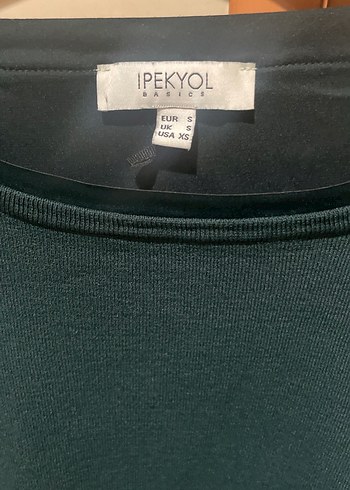 IPEKYOL
BASICS
EUR S
UK S
USA XS